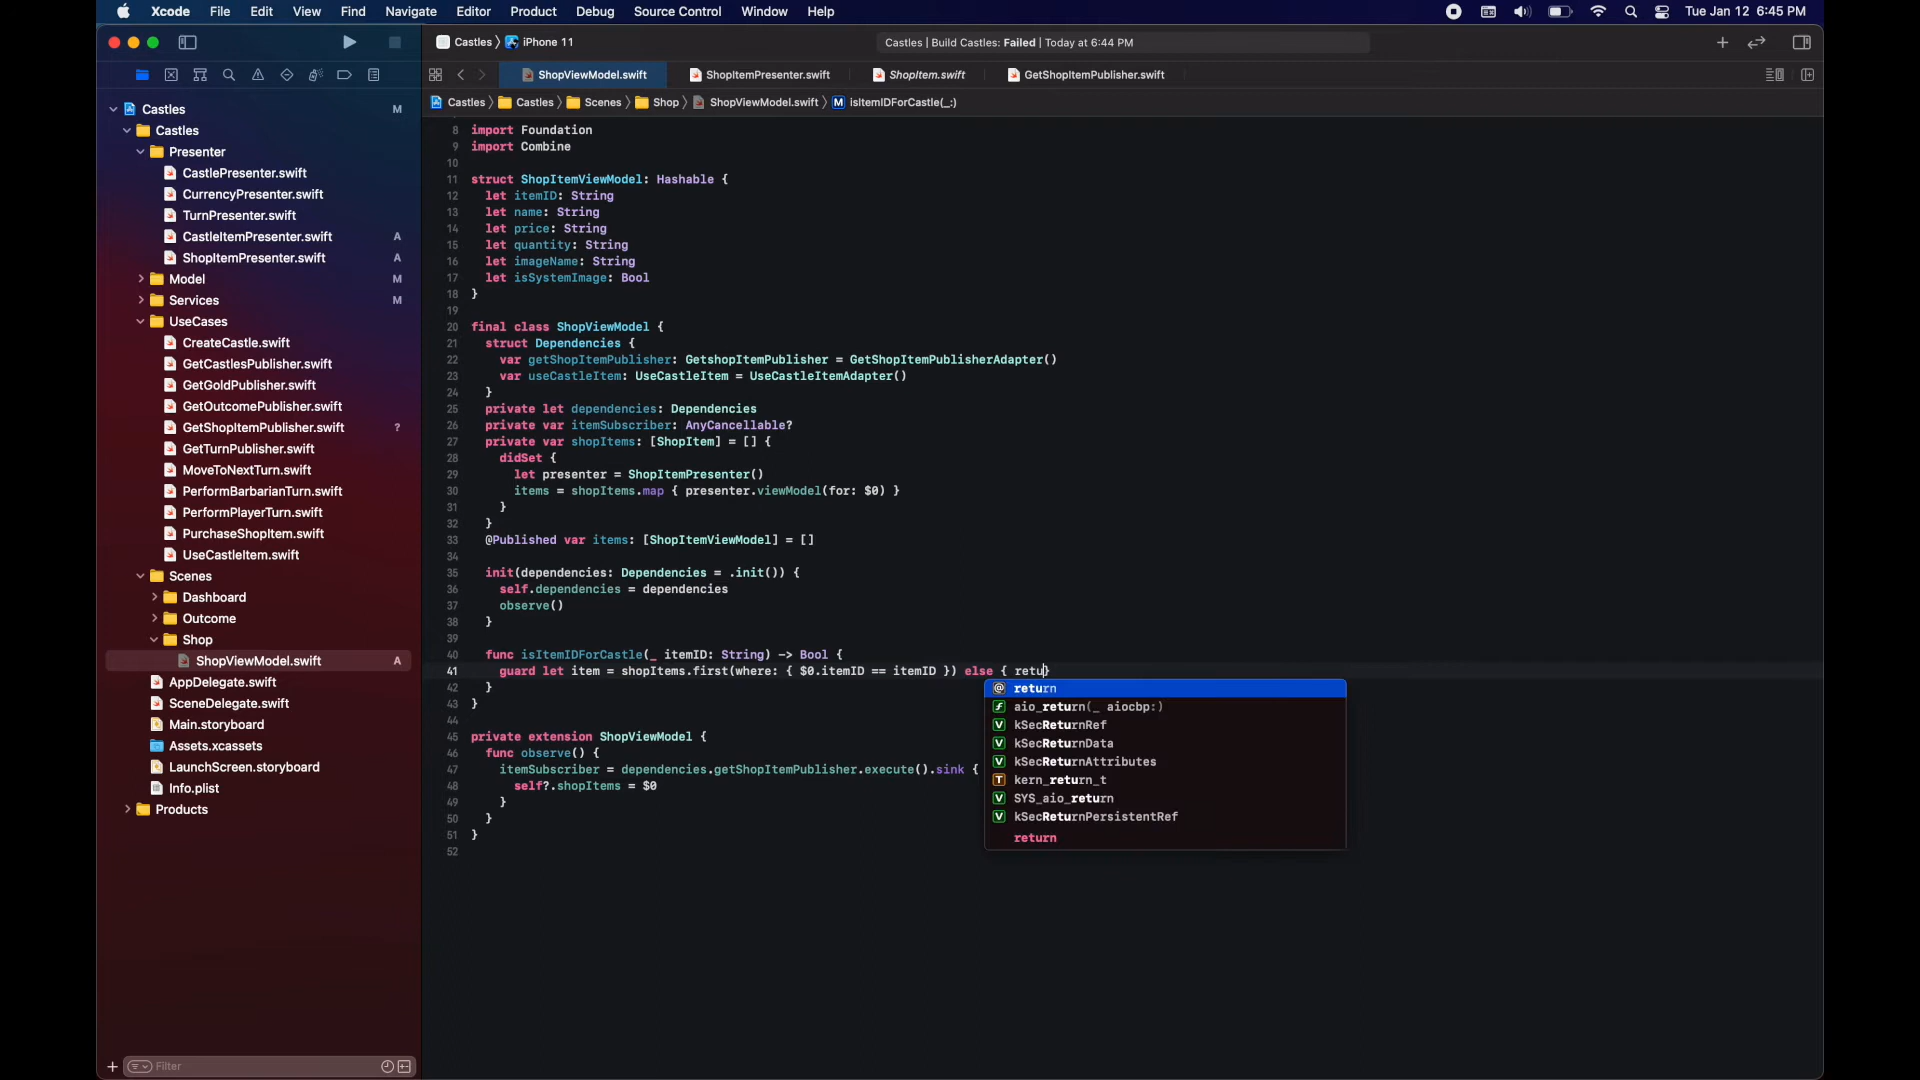 Xcode File Edit View Find Navigate Editor Product Debug Source Control Window Help Tue Jan 12 6:45 PM
Castles iPhone 11 Castles | Build Castles: Failed | Today at 6:44 PM
ShopViewModel.swift ShopItemPresenter.swift ShopItem.swift GetShopItemPublisher.swift
Castles Castles Scenes Shop ShopViewModel.swift M isItemIDForCastle(_:)
Castles M
Castles
Presenter
CastlePresenter.swift
CurrencyPresenter.swift
TurnPresenter.swift
CastleItemPresenter.swift A
ShopItemPresenter.swift A
Model M
Services M
UseCases
CreateCastle.swift
GetCastlesPublisher.swift
GetGoldPublisher.swift
GetOutcomePublisher.swift
GetShopItemPublisher.swift ?
GetTurnPublisher.swift
MoveToNextTurn.swift
PerformBarbarianTurn.swift
PerformPlayerTurn.swift
PurchaseShopItem.swift
UseCastleItem.swift
Scenes
Dashboard
Outcome
Shop
ShopViewModel.swift A
AppDelegate.swift
SceneDelegate.swift
Main.storyboard
Assets.xcassets
LaunchScreen.storyboard
Info.plist
Products
Filter
8 import Foundation
9 import Combine
10
11 struct ShopItemViewModel: Hashable {
12 let itemID: String
13 let name: String
14 let price: String
15 let quantity: String
16 let imageName: String
17 let isSystemImage: Bool
18 }
19
20 final class ShopViewModel {
21 struct Dependencies {
22 var getShopItemPublisher: GetshopItemPublisher = GetShopItemPublisherAdapter()
23 var useCastleItem: UseCastleItem = UseCastleItemAdapter()
24 }
25 private let dependencies: Dependencies
26 private var itemSubscriber: AnyCancellable?
27 private var shopItems: [ShopItem] = [] {
28 didSet {
29 let presenter = ShopItemPresenter()
30 items = shopItems.map { presenter.viewModel(for: $0) }
31 }
32 }
33 @Published var items: [ShopItemViewModel] = []
34
35 init(dependencies: Dependencies = .init()) {
36 self.dependencies = dependencies
37 observe()
38 }
39
40 func isItemIDForCastle(_ itemID: String) -> Bool {
41 guard let item = shopItems.first(where: { $0.itemID == itemID }) else { retu}
42 }
43 }
44
45 private extension ShopViewModel {
46 func observe() {
47 itemSubscriber = dependencies.getShopItemPublisher.execute().sink {
48 self?.shopItems = $0
49 }
50 }
51 }
52
@ return
f aio_return(_ aiocbp:)
V kSecReturnRef
V kSecReturnData
V kSecReturnAttributes
T kern_return_t
V SYS_aio_return
V kSecReturnPersistentRef
return